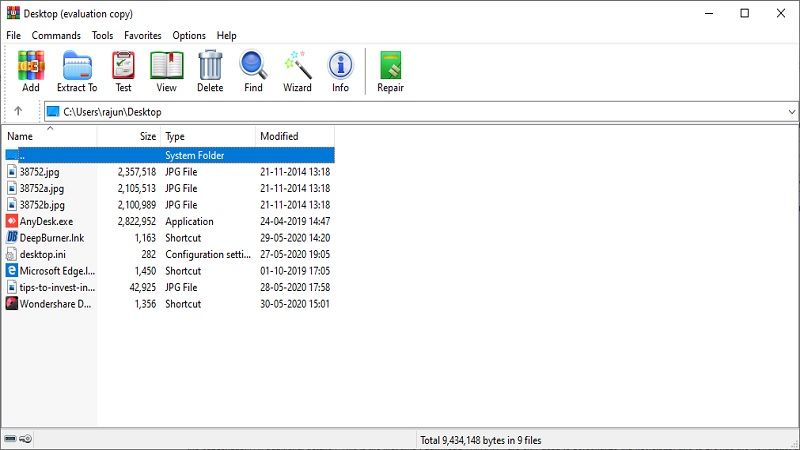 Desktop (evaluation copy)
File Commands Tools Favorites Options Help
Add Extract To Test View Delete Find Wizard Info Repair
C:\Users\rajun\Desktop
Name Size Type Modified
.. System Folder
38752.jpg 2,357,518 JPG File 21-11-2014 13:18
38752a.jpg 2,105,513 JPG File 21-11-2014 13:18
38752b.jpg 2,100,989 JPG File 21-11-2014 13:18
AnyDesk.exe 2,822,952 Application 24-04-2019 14:47
DeepBurner.lnk 1,163 Shortcut 29-05-2020 14:20
desktop.ini 282 Configuration setti... 27-05-2020 19:05
Microsoft Edge.l... 1,450 Shortcut 01-10-2019 17:05
tips-to-invest-in... 42,925 JPG File 28-05-2020 17:58
Wondershare D... 1,356 Shortcut 30-05-2020 15:01
Total 9,434,148 bytes in 9 files